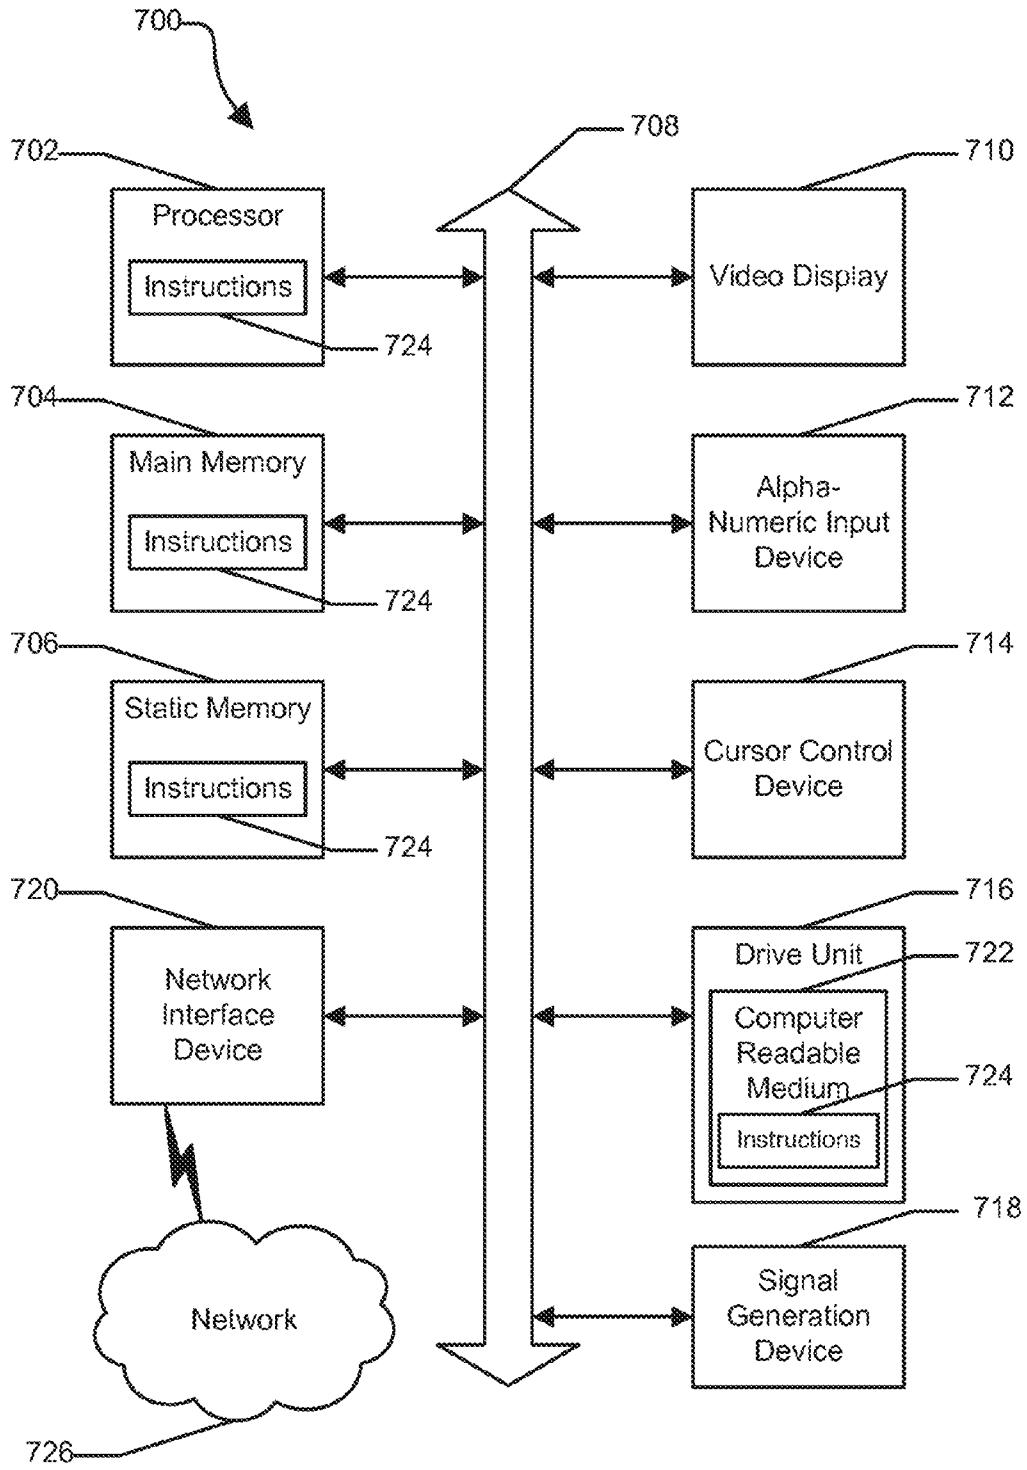 700
708
702
710
Processor
Instructions
724
Video Display
704
712
Main Memory
Instructions
724
Alpha-
Numeric Input
Device
706
714
Static Memory
Instructions
724
Cursor Control
Device
720
716
Network
Interface
Device
Drive Unit
722
Computer
Readable
Medium
724
Instructions
718
Signal
Generation
Device
Network
726